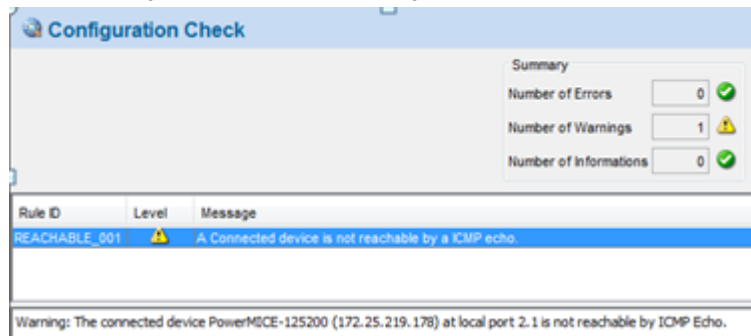 Configuration Check
Summary
Number of Errors 0
Number of Warnings 1
Number of Informations 0
Rule ID Level Message
REACHABLE_001 A Connected device is not reachable by a ICMP echo.
Warning: The connected device PowerMICE-125200 (172.25.219.178) at local port 2.1 is not reachable by ICMP Echo.